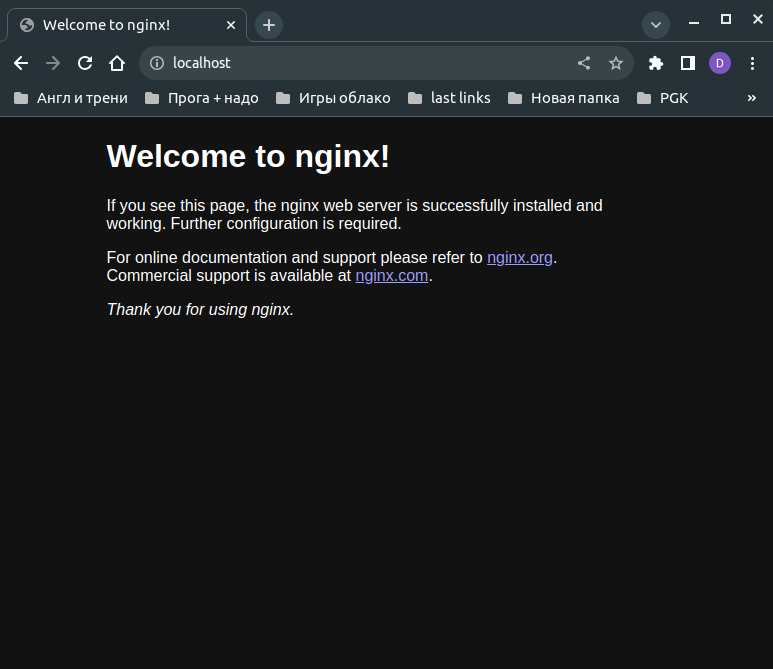 Welcome to nginx!
localhost
D
Англ и трени Прога + надо Игры облако last links Новая папка PGK »
Welcome to nginx!
If you see this page, the nginx web server is successfully installed and
working. Further configuration is required.
For online documentation and support please refer to nginx.org.
Commercial support is available at nginx.com.
Thank you for using nginx.